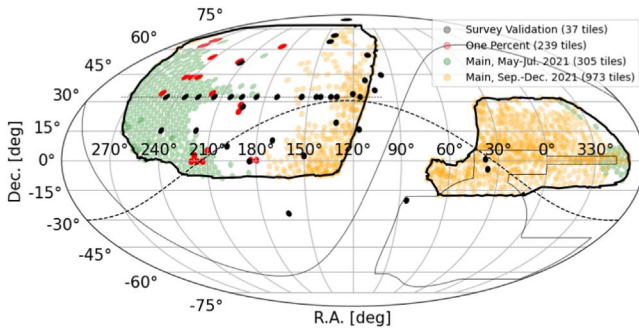 75°
60°
45°
30°
15°
0°
-15°
-30°
-45°
-60°
-75°
Dec. [deg]
270° 240° 210° 180° 150° 120° 90° 60° 30° 0° 330°
R.A. [deg]
Survey Validation (37 tiles)
One Percent (239 tiles)
Main, May-Jul. 2021 (305 tiles)
Main, Sep.-Dec. 2021 (973 tiles)